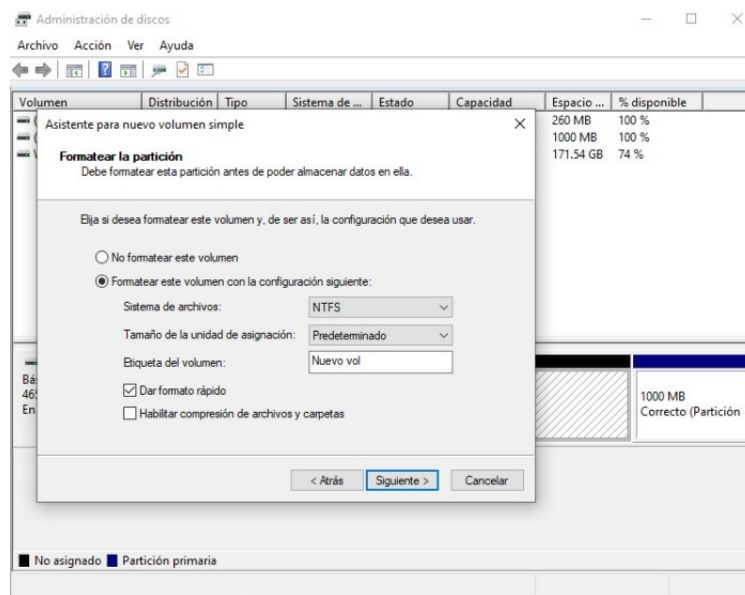 Administración de discos
Archivo Acción Ver Ayuda
Volumen Distribución Tipo Sistema de ... Estado Capacidad Espacio ... % disponible
260 MB 100 %
1000 MB 100 %
171.54 GB 74 %
Asistente para nuevo volumen simple
Formatear la partición
Debe formatear esta partición antes de poder almacenar datos en ella.
Elija si desea formatear este volumen y, de ser así, la configuración que desea usar.
No formatear este volumen
Formatear este volumen con la configuración siguiente:
Sistema de archivos: NTFS
Tamaño de la unidad de asignación: Predeterminado
Etiqueta del volumen: Nuevo vol
Dar formato rápido
Habilitar compresión de archivos y carpetas
< Atrás Siguiente > Cancelar
Bá
465
En
1000 MB
Correcto (Partición
No asignado Partición primaria